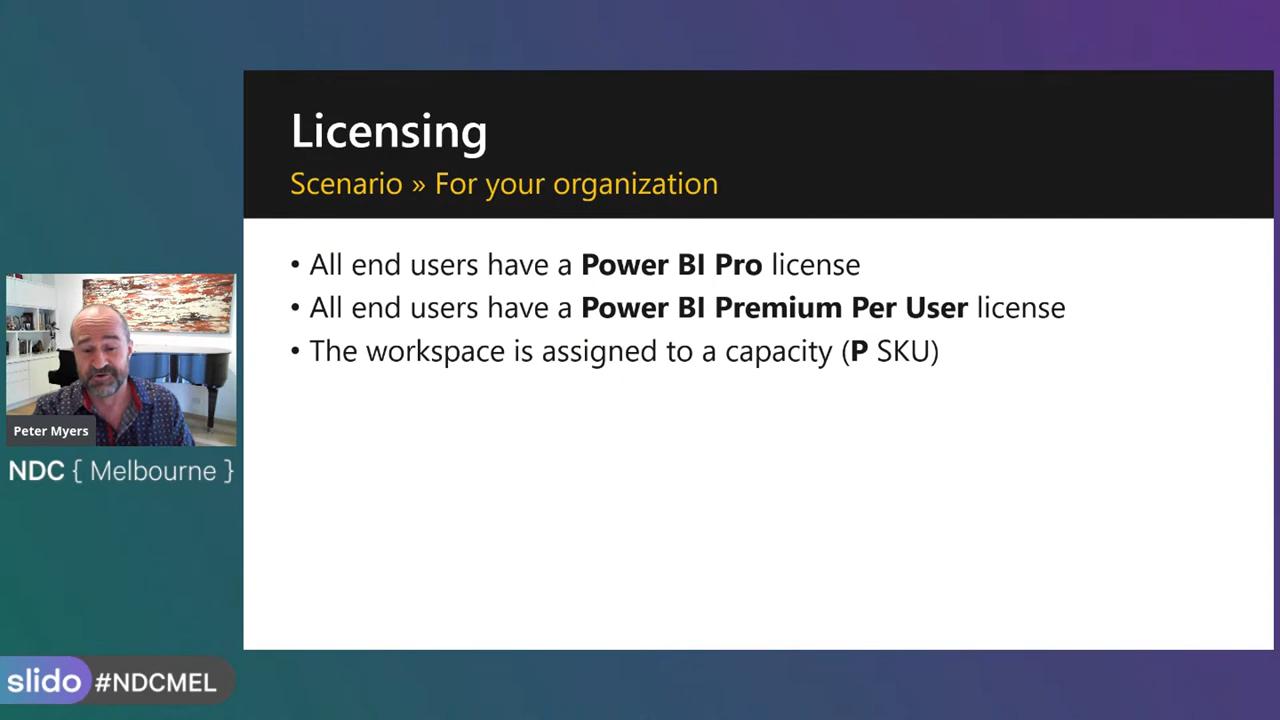 Licensing
Scenario » For your organization
• All end users have a Power BI Pro license
• All end users have a Power BI Premium Per User license
• The workspace is assigned to a capacity (P SKU)
Peter Myers
NDC { Melbourne }
slido #NDCMEL